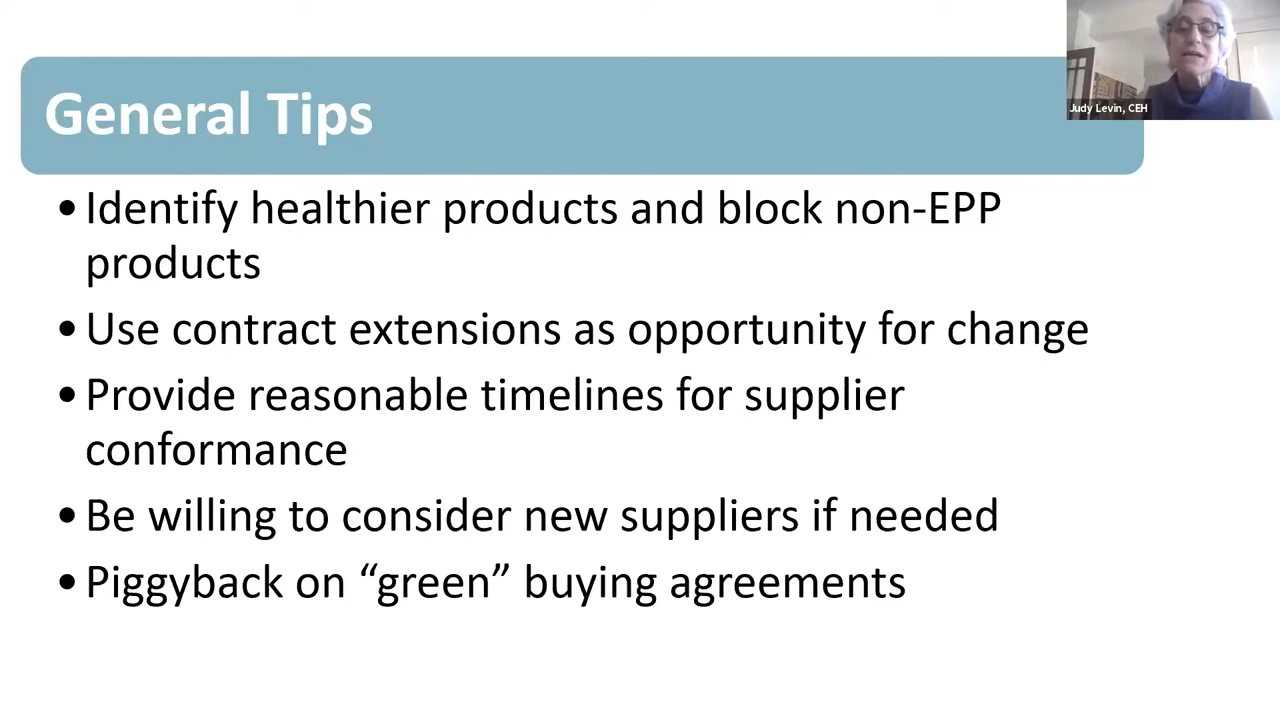 General Tips
Judy Levin, CEH
•Identify healthier products and block non-EPP
products
•Use contract extensions as opportunity for change
•Provide reasonable timelines for supplier
conformance
•Be willing to consider new suppliers if needed
•Piggyback on “green” buying agreements